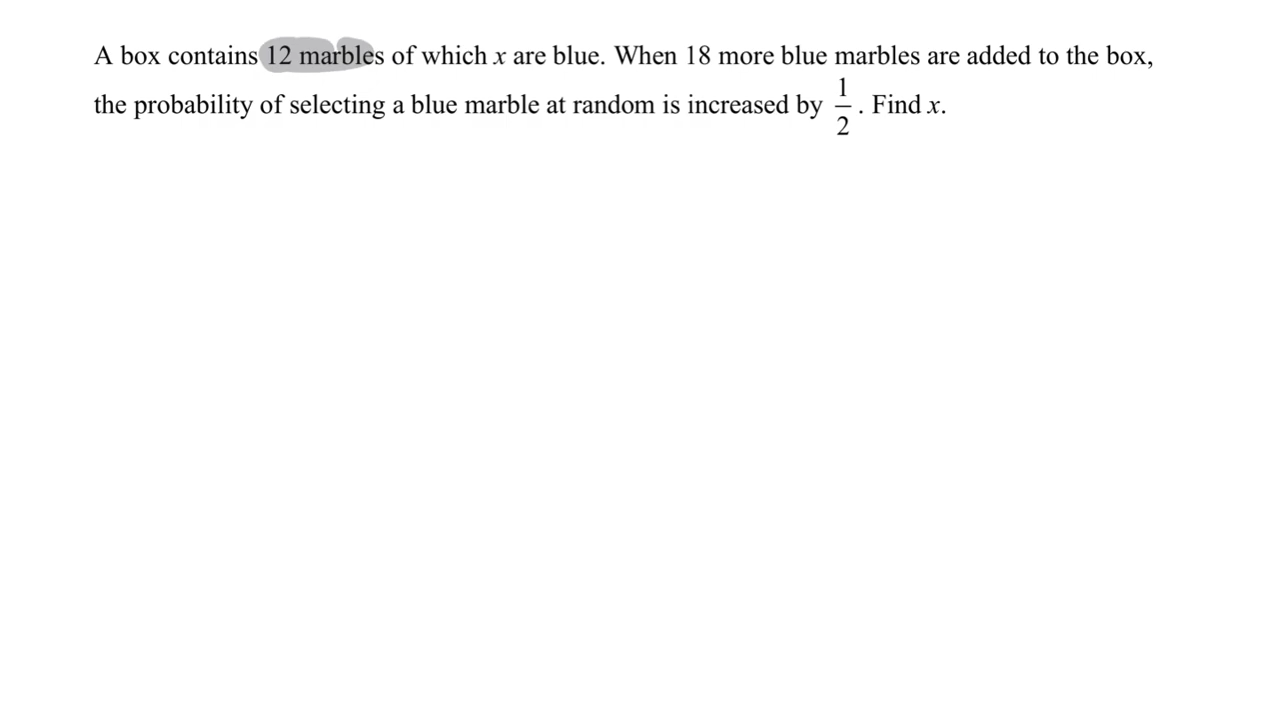 A box contains 12 marbles of which x are blue. When 18 more blue marbles are added to the box,
the probability of selecting a blue marble at random is increased by 1/2 . Find x.